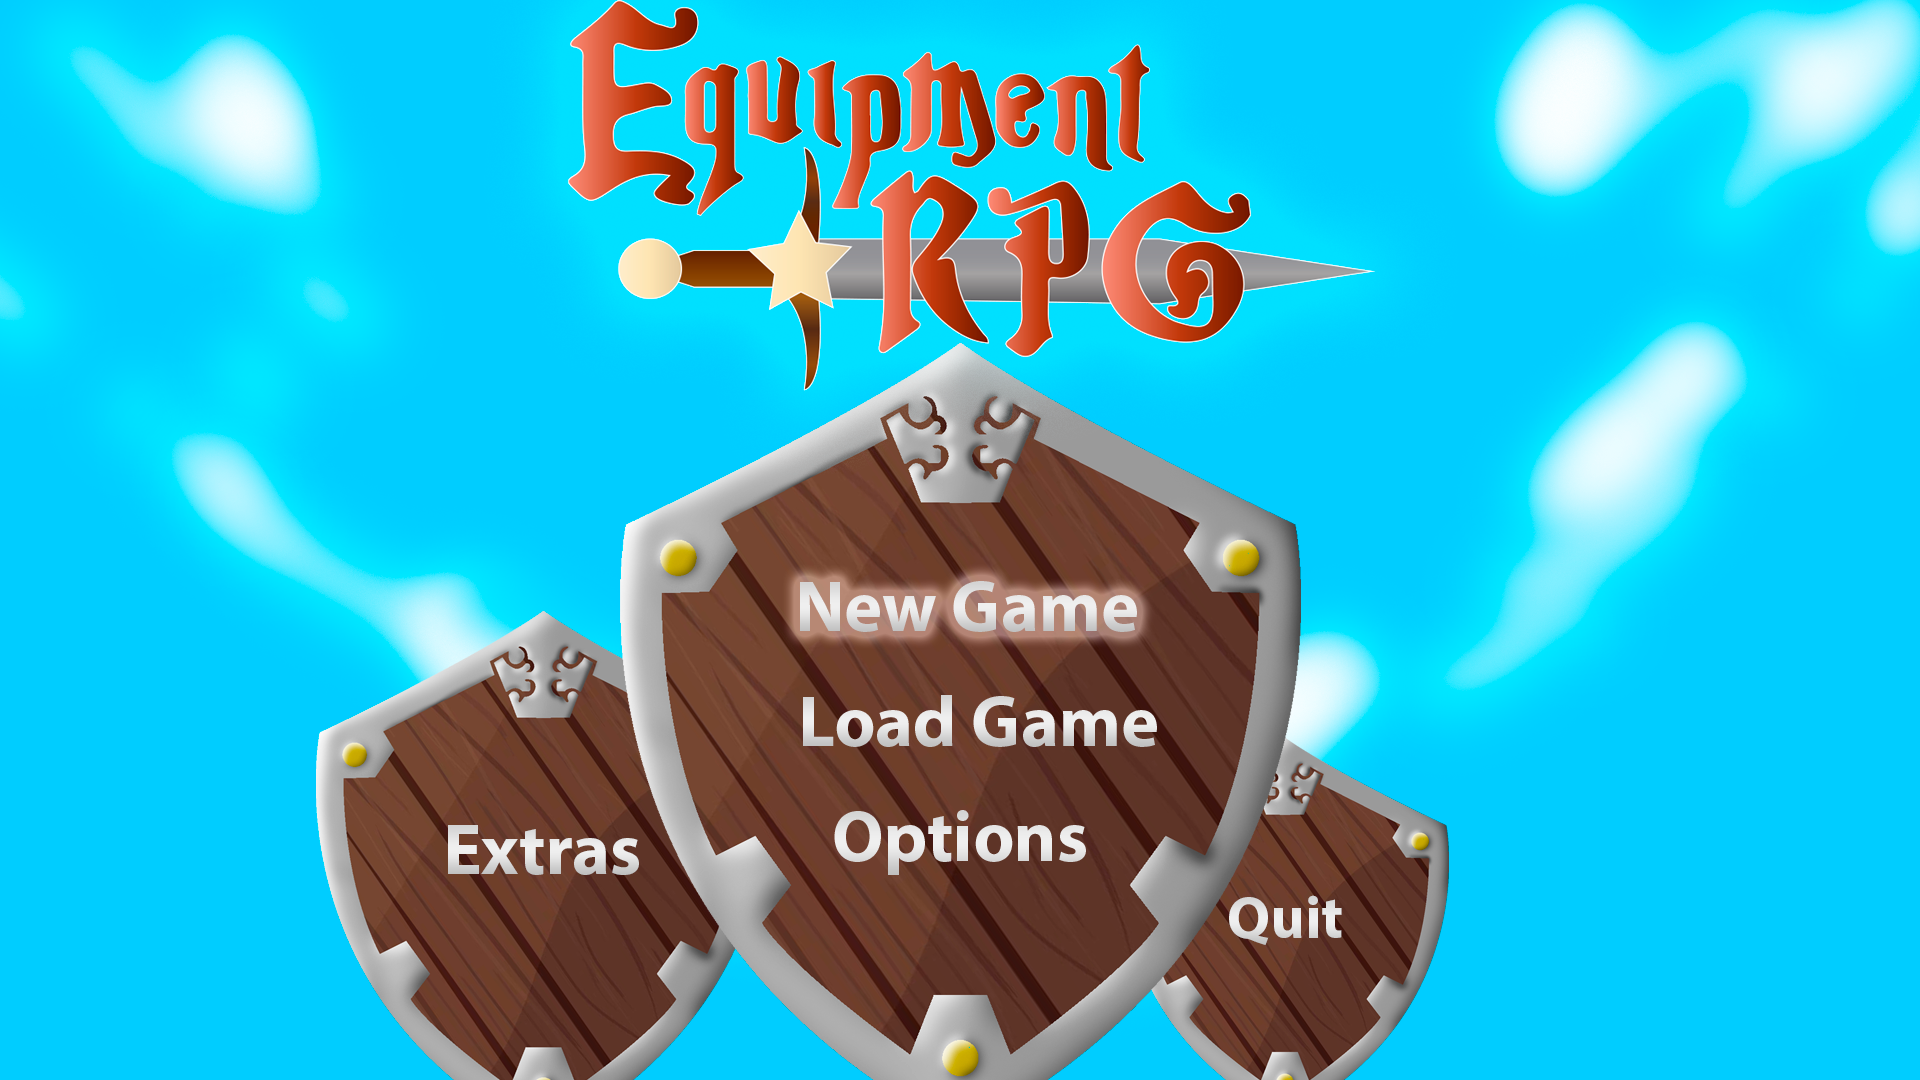 Equipment
RPG
New Game
Load Game
Options
Extras
Quit